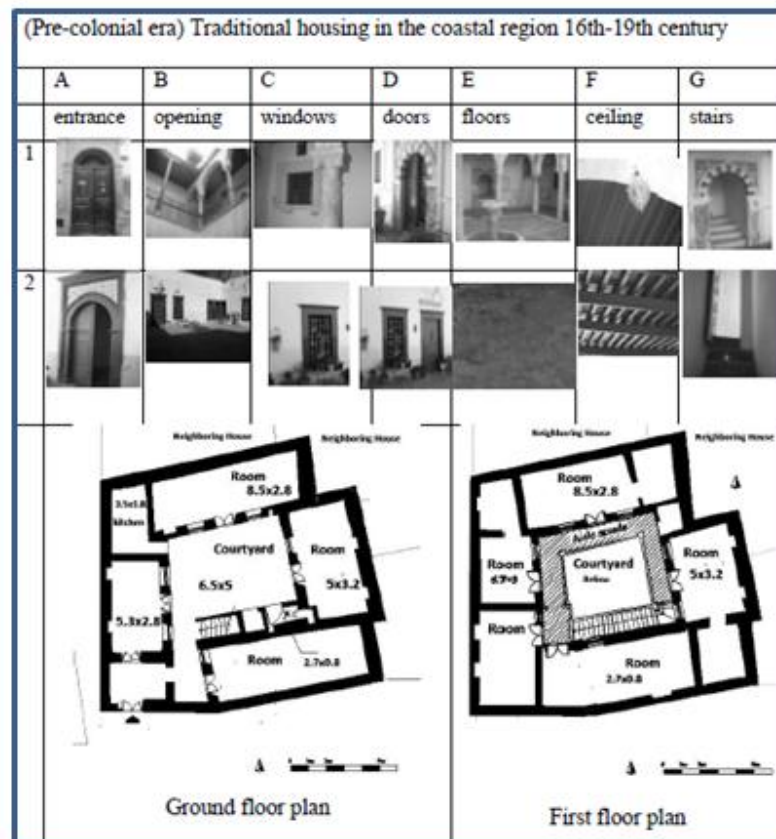 (Pre-colonial era) Traditional housing in the coastal region 16th-19th century
A B C D E F G
entrance opening windows doors floors ceiling stairs
1
2
Neighboring House
Neighboring House
Room
8.5x2.8
kitchen
Courtyard
6.5x5
Room
5x3.2
5.3x2.8
Room
2.7x0.8
Ground floor plan
Neighboring House
Neighboring House
Room
8.5x2.8
Courtyard
Below
Room
Room
5x3.2
Room
Room
2.7x0.8
First floor plan